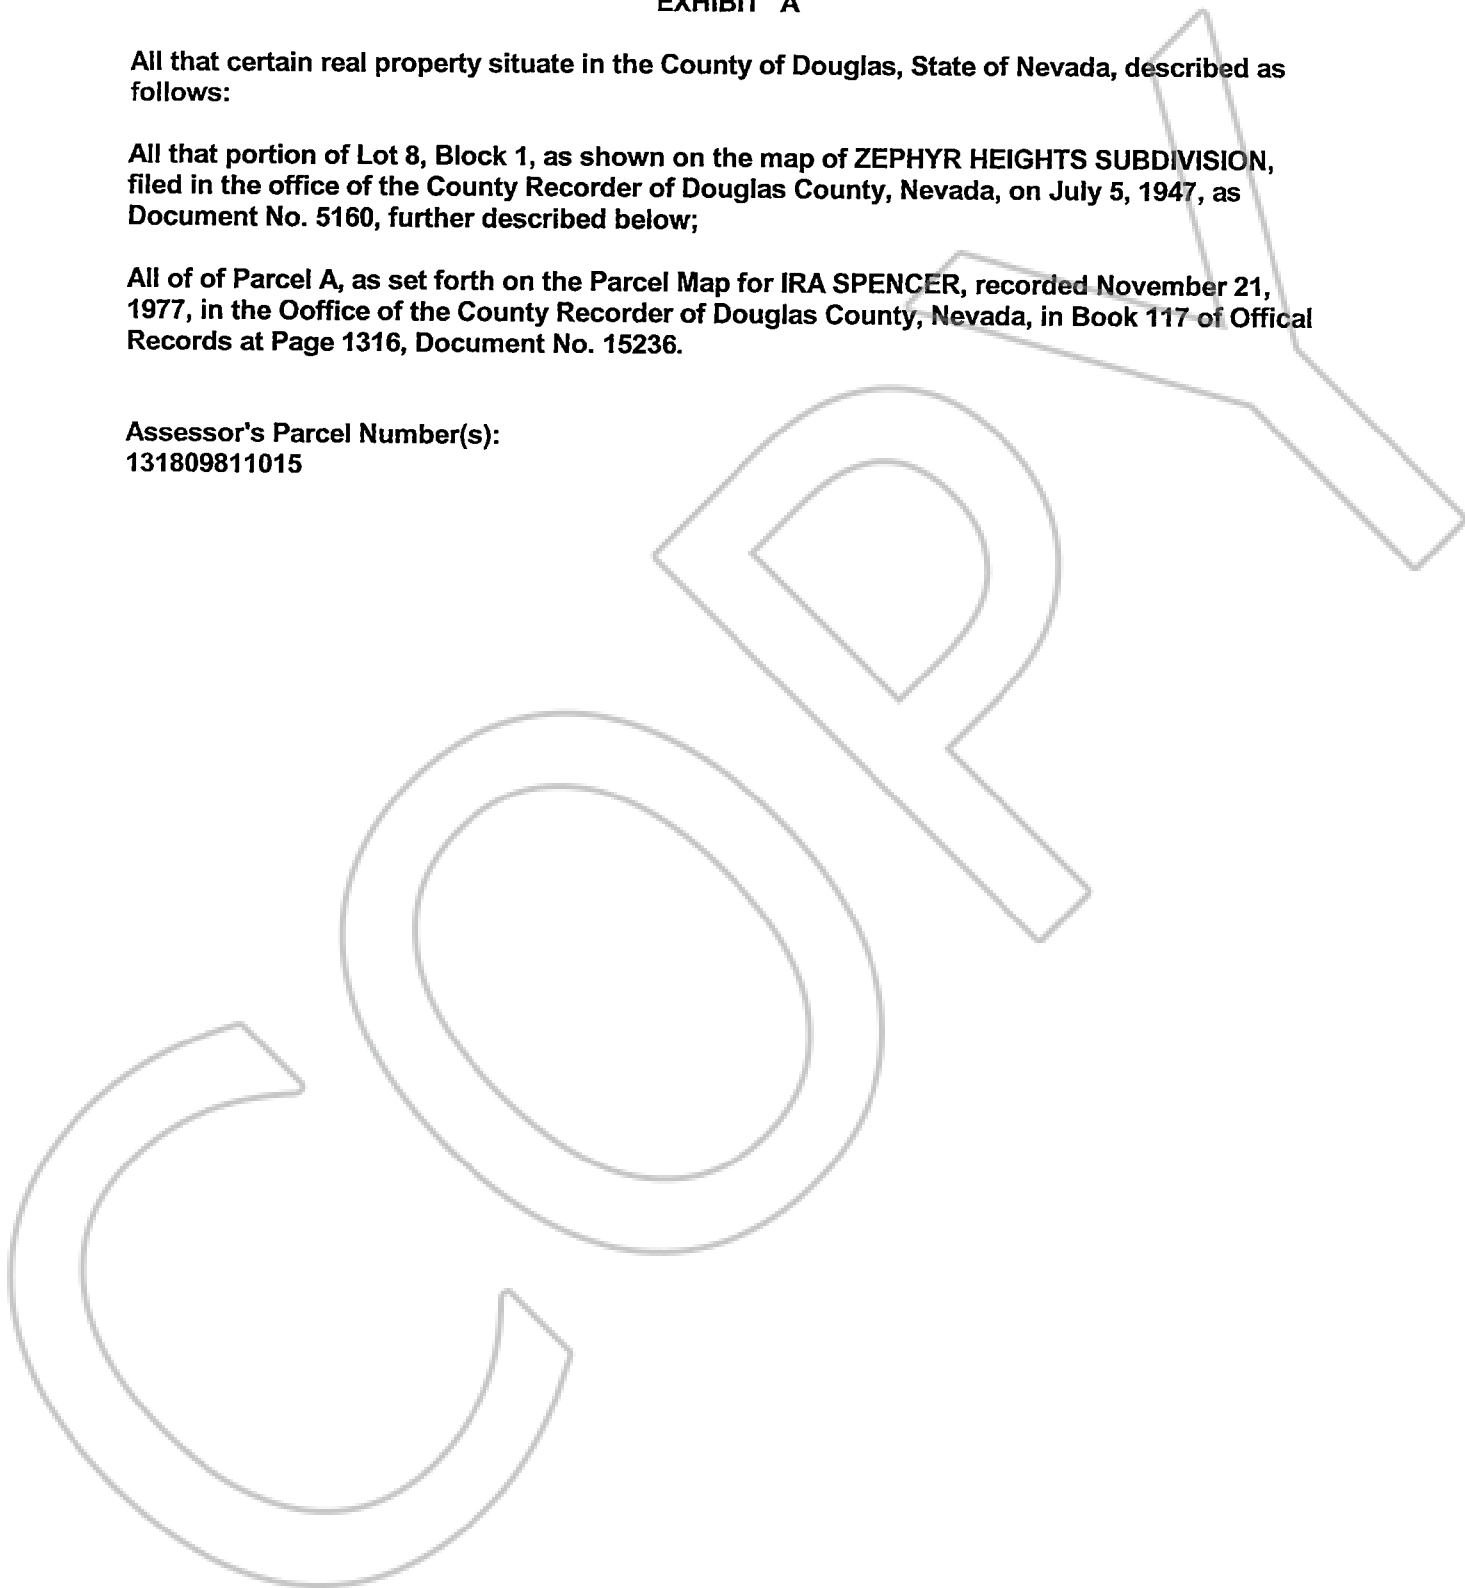 EXHIBIT "A"
All that certain real property situate in the County of Douglas, State of Nevada, described as
follows:
All that portion of Lot 8, Block 1, as shown on the map of ZEPHYR HEIGHTS SUBDIVISION,
filed in the office of the County Recorder of Douglas County, Nevada, on July 5, 1947, as
Document No. 5160, further described below;
All of of Parcel A, as set forth on the Parcel Map for IRA SPENCER, recorded November 21,
1977, in the Ooffice of the County Recorder of Douglas County, Nevada, in Book 117 of Offical
Records at Page 1316, Document No. 15236.
Assessor's Parcel Number(s):
131809811015
COPY